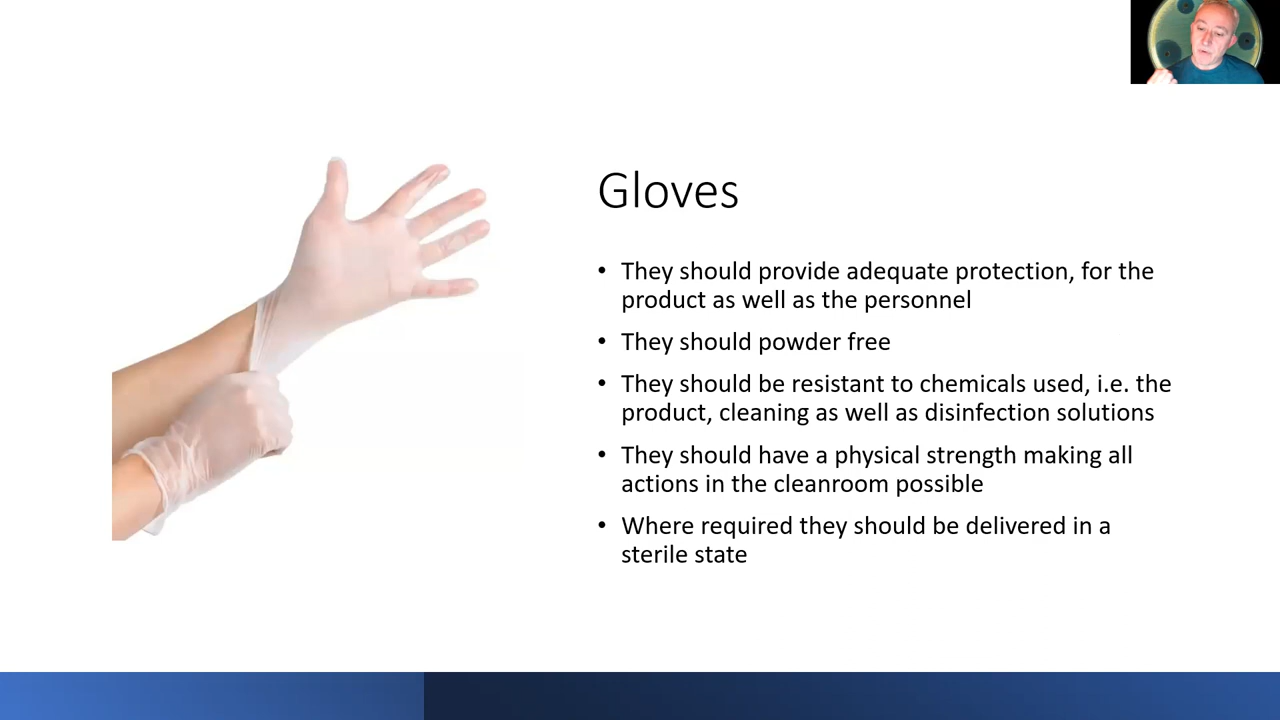 Gloves
• They should provide adequate protection, for the
product as well as the personnel
• They should powder free
• They should be resistant to chemicals used, i.e. the
product, cleaning as well as disinfection solutions
• They should have a physical strength making all
actions in the cleanroom possible
• Where required they should be delivered in a
sterile state